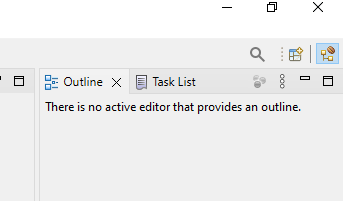 Outline
Task List
There is no active editor that provides an outline.